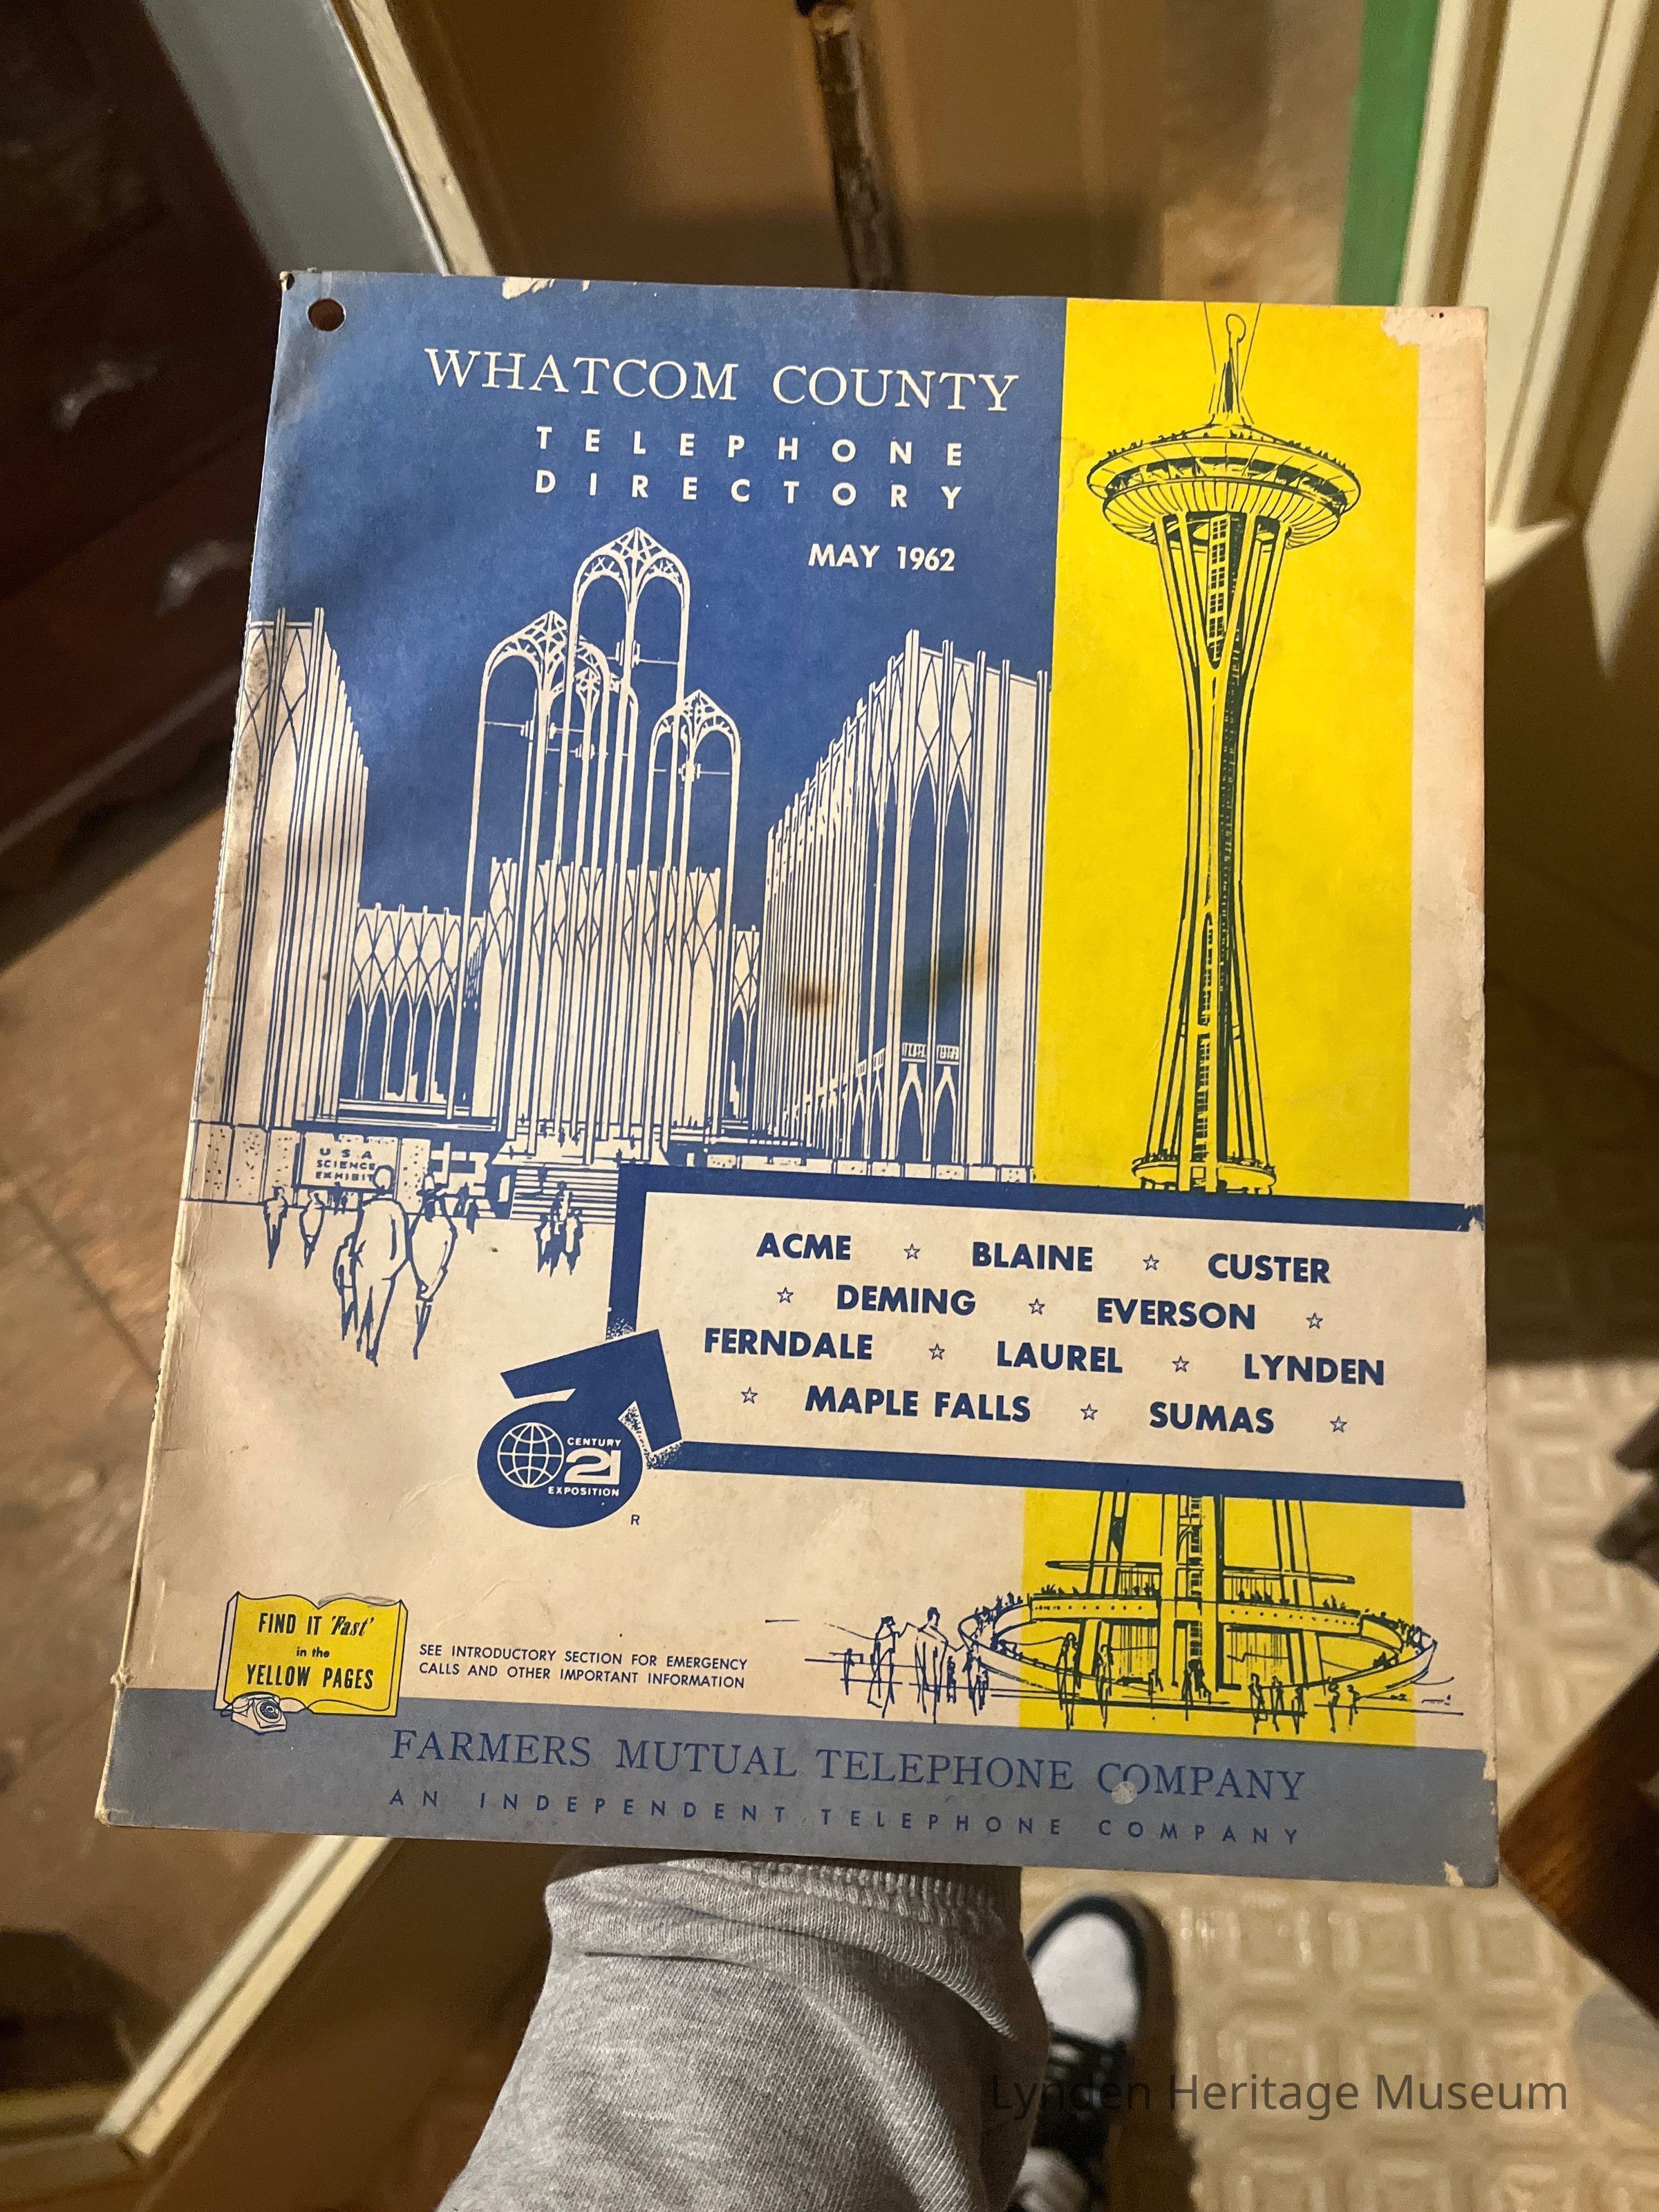 WHATCOM COUNTY
TELEPHONE
DIRECTORY
MAY 1962
USA
SCIENCE
EXHIBIT
ACME ☆ BLAINE ☆ CUSTER
☆ DEMING ☆ EVERSON ☆
FERNDALE ☆ LAUREL ☆ LYNDEN
☆ MAPLE FALLS ☆ SUMAS ☆
CENTURY
21
EXPOSITION
R
FIND IT 'Fast'
in the
YELLOW PAGES
SEE INTRODUCTORY SECTION FOR EMERGENCY
CALLS AND OTHER IMPORTANT INFORMATION
FARMERS MUTUAL TELEPHONE COMPANY
AN INDEPENDENT TELEPHONE COMPANY
Lynden Heritage Museum